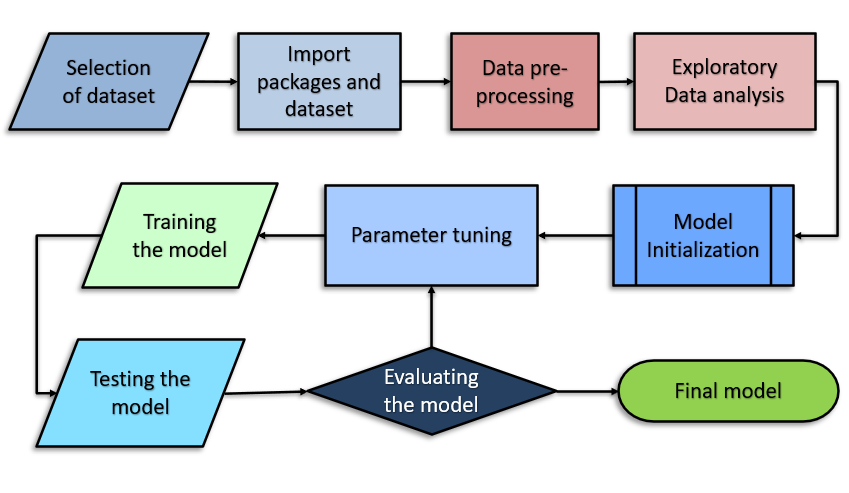 Selection
of dataset
Import
packages and
dataset
Data pre-
processing
Exploratory
Data analysis
Model
Initialization
Parameter tuning
Training
the model
Testing the
model
Evaluating
the model
Final model